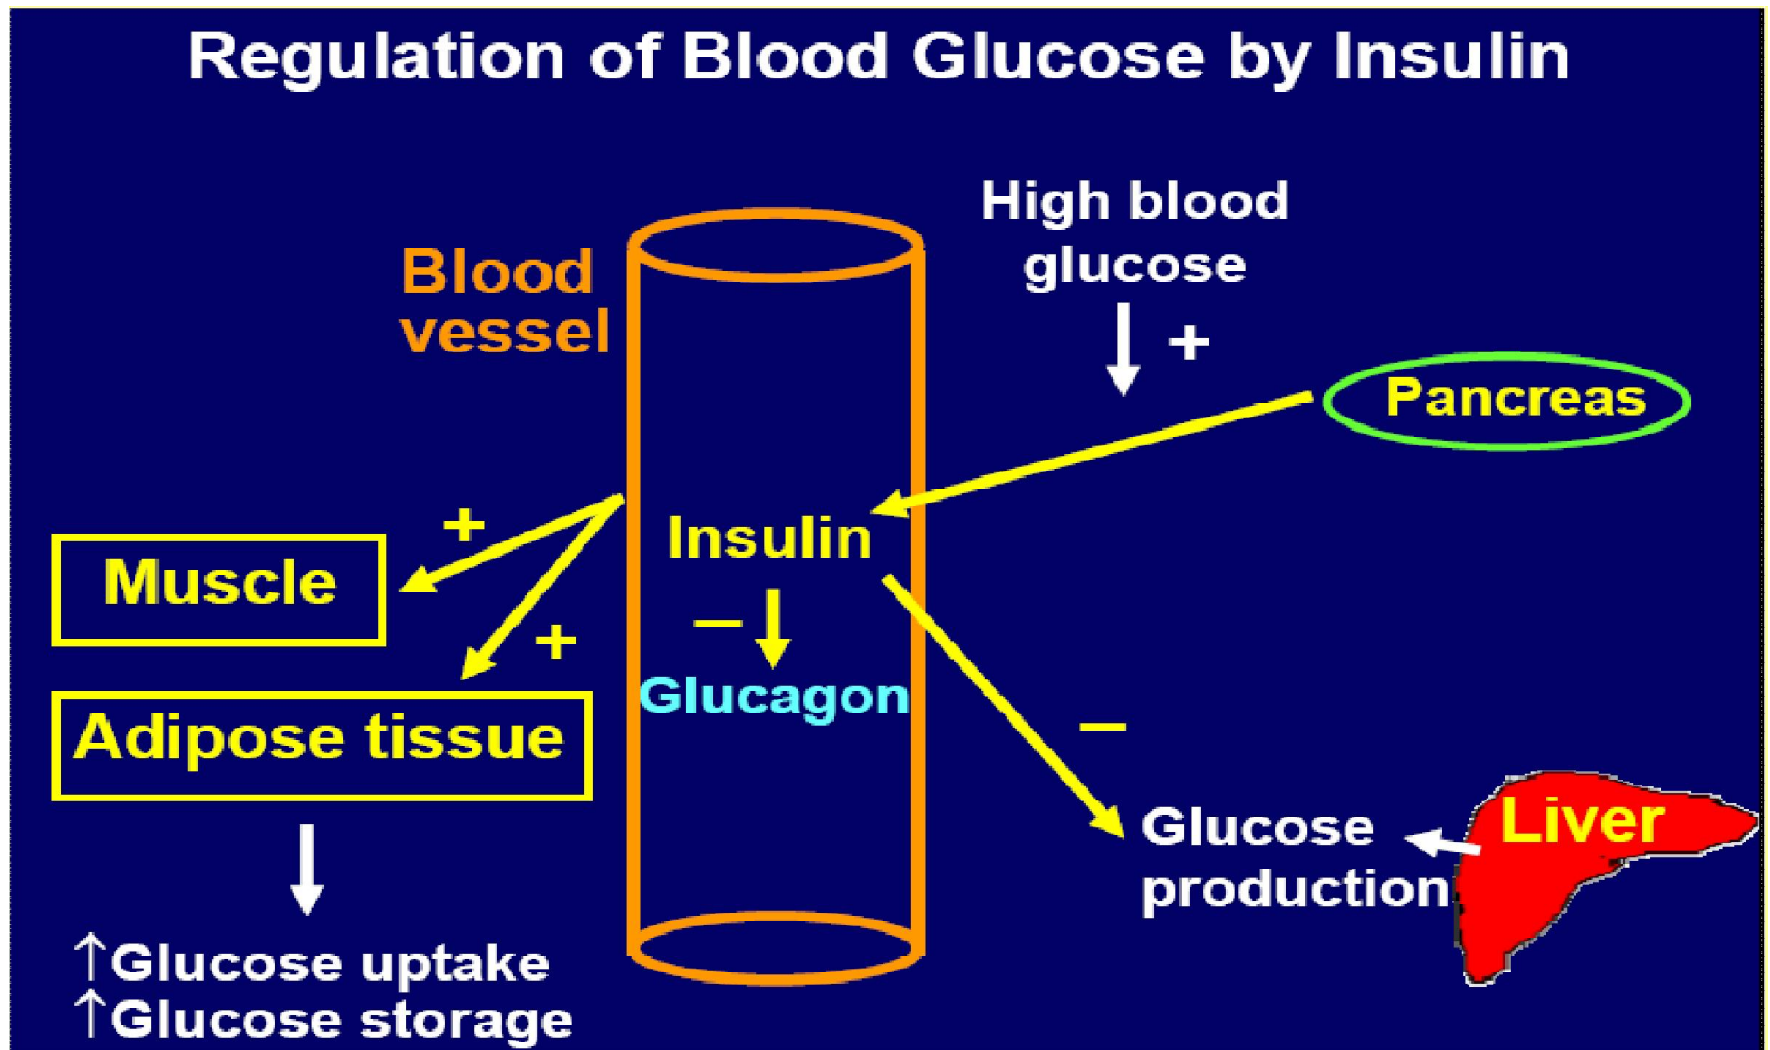 Regulation of Blood Glucose by Insulin
High blood
glucose
+
Blood
vessel
Pancreas
+
Muscle
Insulin
–
+
Adipose tissue
Glucagon
–
Glucose
production
Liver
↑Glucose uptake
↑Glucose storage